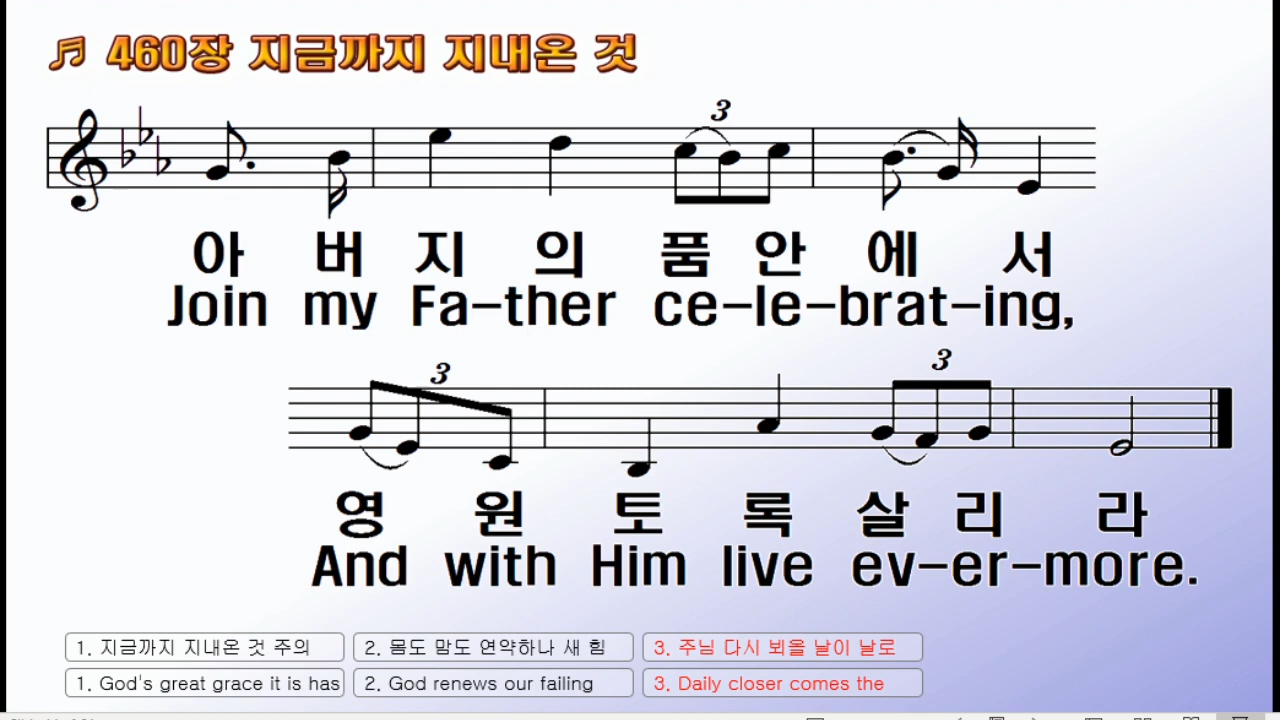 460장 지금까지 지내온 것
3
아 버 지 의 품 안 에 서
Join my Fa-ther ce-le-brat-ing,
3 3
영 원 토 록 살 리 라
And with Him live ev-er-more.
1. 지금까지 지내온 것 주의 2. 몸도 맘도 연약하나 새 힘 3. 주님 다시 뵈올 날이 날로
1. God's great grace it is has 2. God renews our failing 3. Daily closer comes the